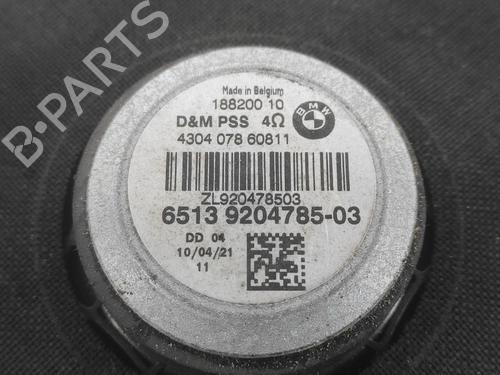 B-PARTS
Made in Belgium
188200 10
D&M PSS 4Ω
BMW
4304 078 60811
ZL920478503
6513 9204785-03
DD 04
10/04/21
11